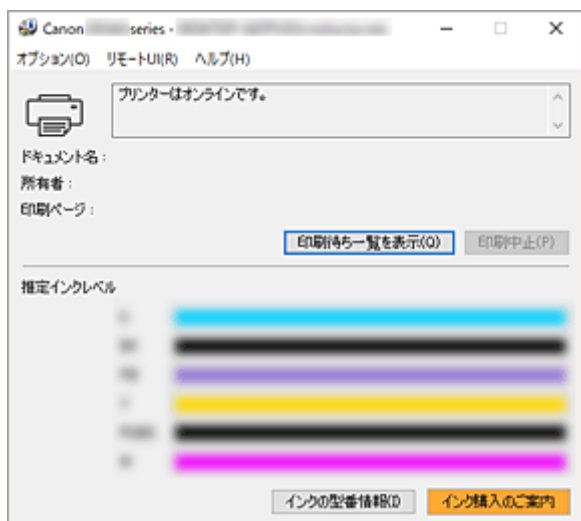 Canon series -
オプション(O) リモートUI(R) ヘルプ(H)
プリンターはオンラインです。
ドキュメント名 :
所有者 :
印刷ページ :
印刷待ち一覧を表示(Q) 印刷中止(P)
推定インクレベル
インクの型番情報(I) インク購入のご案内